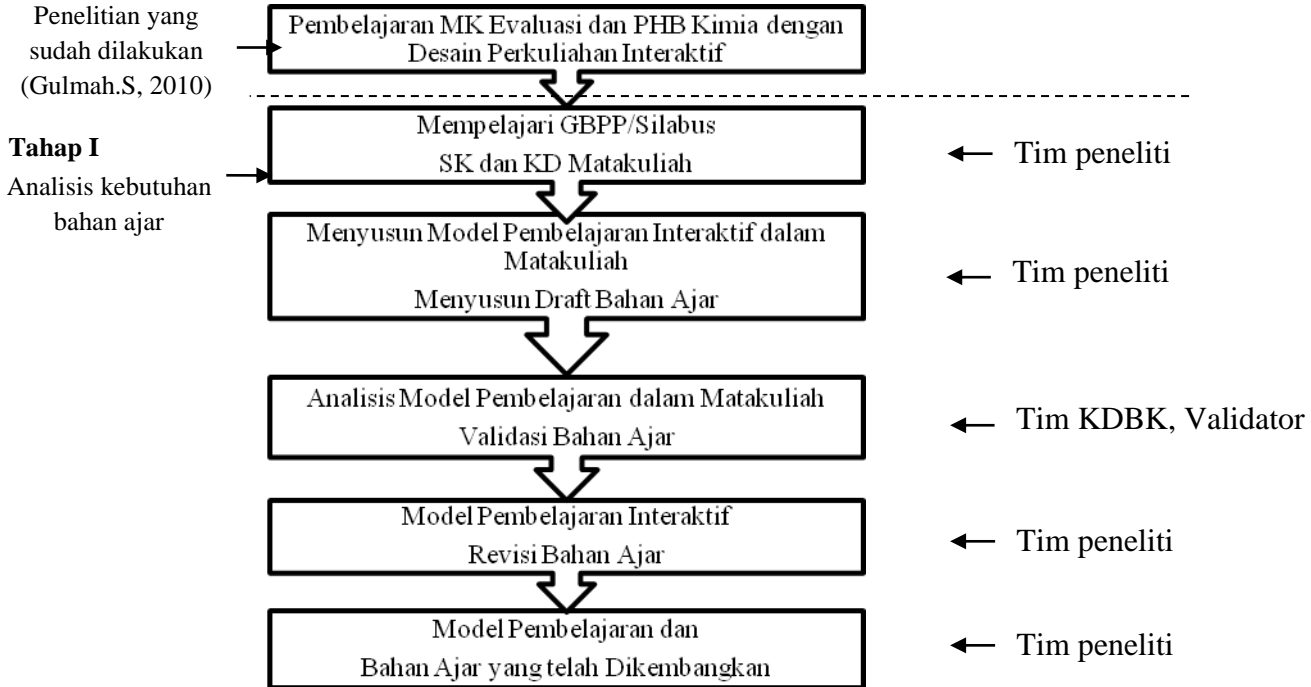 Penelitian yang
sudah dilakukan
(Gulmah.S, 2010)
Pembelajaran MK Evaluasi dan PHB Kimia dengan
Desain Perkuliahan Interaktif
Tahap I
Analisis kebutuhan
bahan ajar
Mempelajari GBPP/Silabus
SK dan KD Matakuliah
Tim peneliti
Menyusun Model Pembelajaran Interaktif dalam
Matakuliah
Menyusun Draft Bahan Ajar
Tim peneliti
Analisis Model Pembelajaran dalam Matakuliah
Validasi Bahan Ajar
Tim KDBK, Validator
Model Pembelajaran Interaktif
Revisi Bahan Ajar
Tim peneliti
Model Pembelajaran dan
Bahan Ajar yang telah Dikembangkan
Tim peneliti